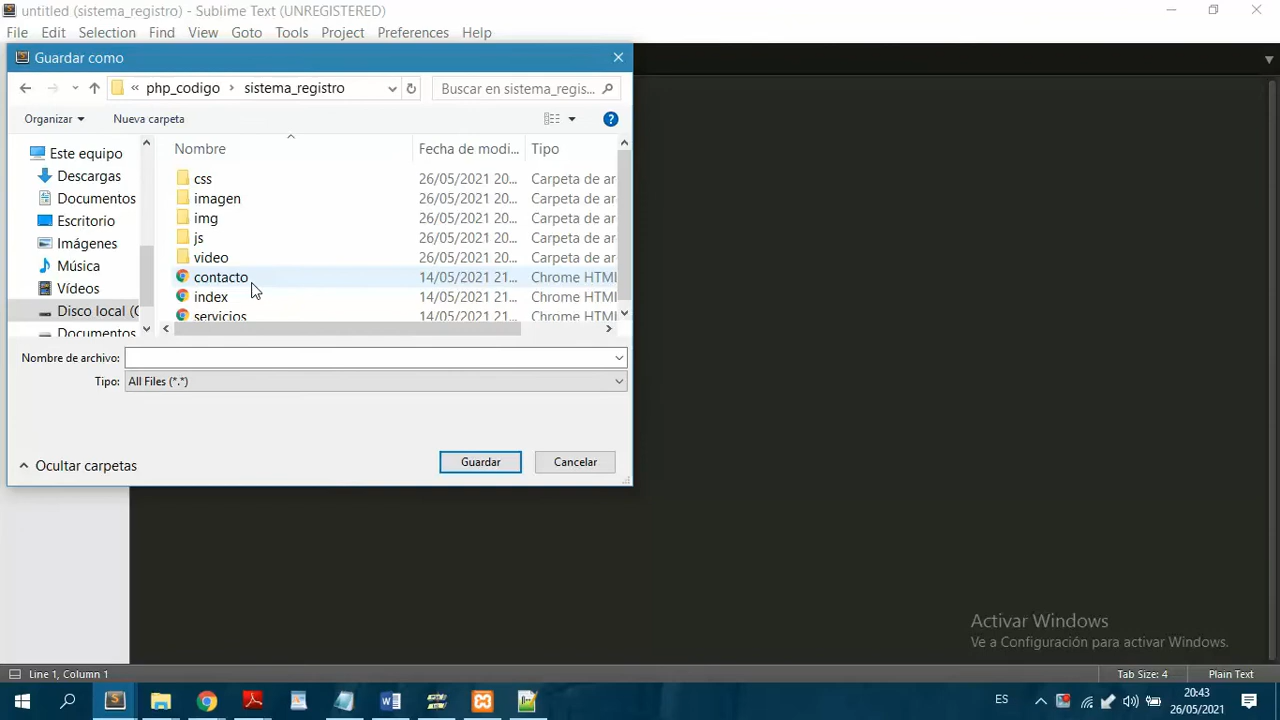 untitled (sistema_registro) - Sublime Text (UNREGISTERED)
File Edit Selection Find View Goto Tools Project Preferences Help
Guardar como
« php_codigo › sistema_registro
Buscar en sistema_regis...
Organizar
Nueva carpeta
Nombre Fecha de modi... Tipo
Este equipo
Descargas
Documentos
Escritorio
Imágenes
Música
Vídeos
Disco local (C
Documentos
css 26/05/2021 20... Carpeta de ar
imagen 26/05/2021 20... Carpeta de ar
img 26/05/2021 20... Carpeta de ar
js 26/05/2021 20... Carpeta de ar
video 26/05/2021 20... Carpeta de ar
contacto 14/05/2021 21... Chrome HTML
index 14/05/2021 21... Chrome HTML
servicios 14/05/2021 21... Chrome HTML
Nombre de archivo:
Tipo: All Files (*.*)
Ocultar carpetas
Guardar
Cancelar
Activar Windows
Ve a Configuración para activar Windows.
Line 1, Column 1
Tab Size: 4
Plain Text
ES
20:43
26/05/2021